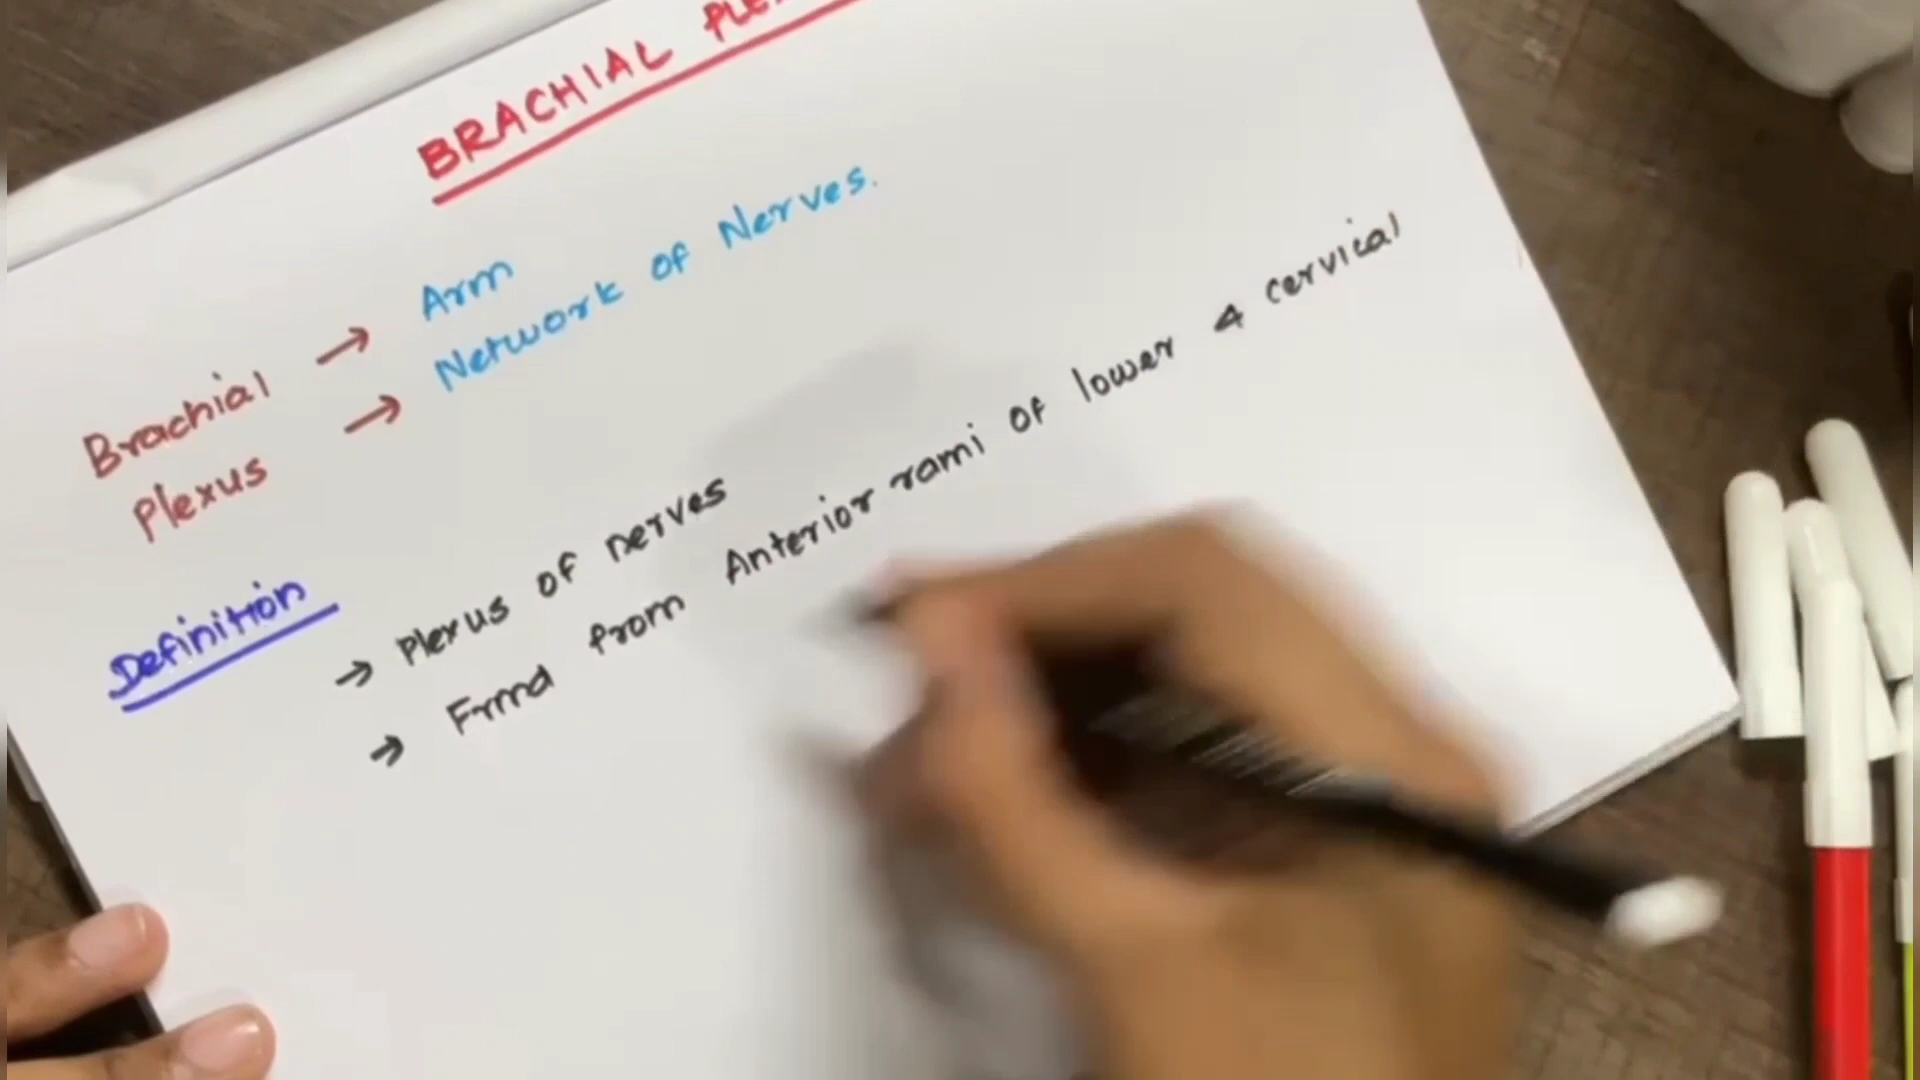 BRACHIAL PLE
Brachial → Arm
Plexus → Network of Nerves.
Definition
→ Plexus of nerves
→ Frmd from Anterior rami of lower 4 cervical